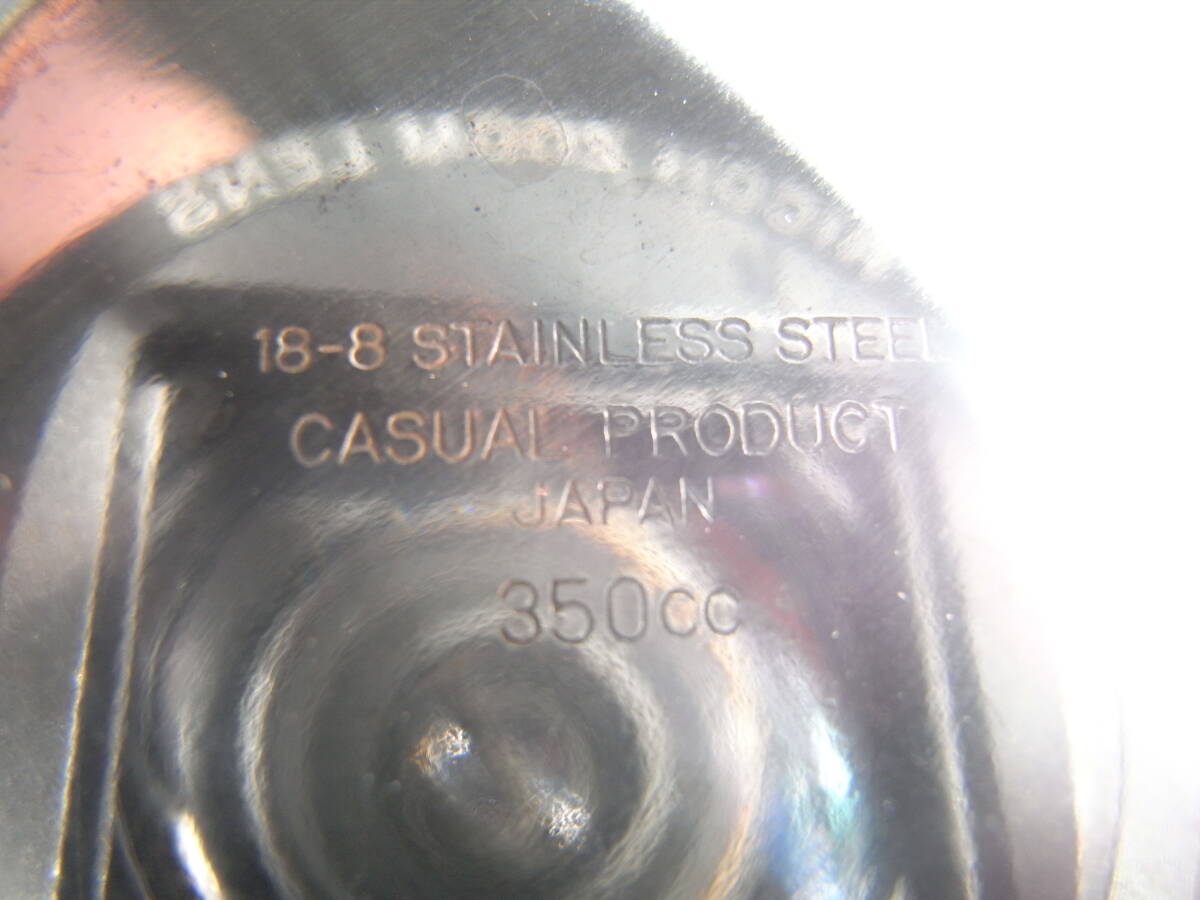 18-8 STAINLESS STEEL
CASUAL PRODUCT
JAPAN
350cc